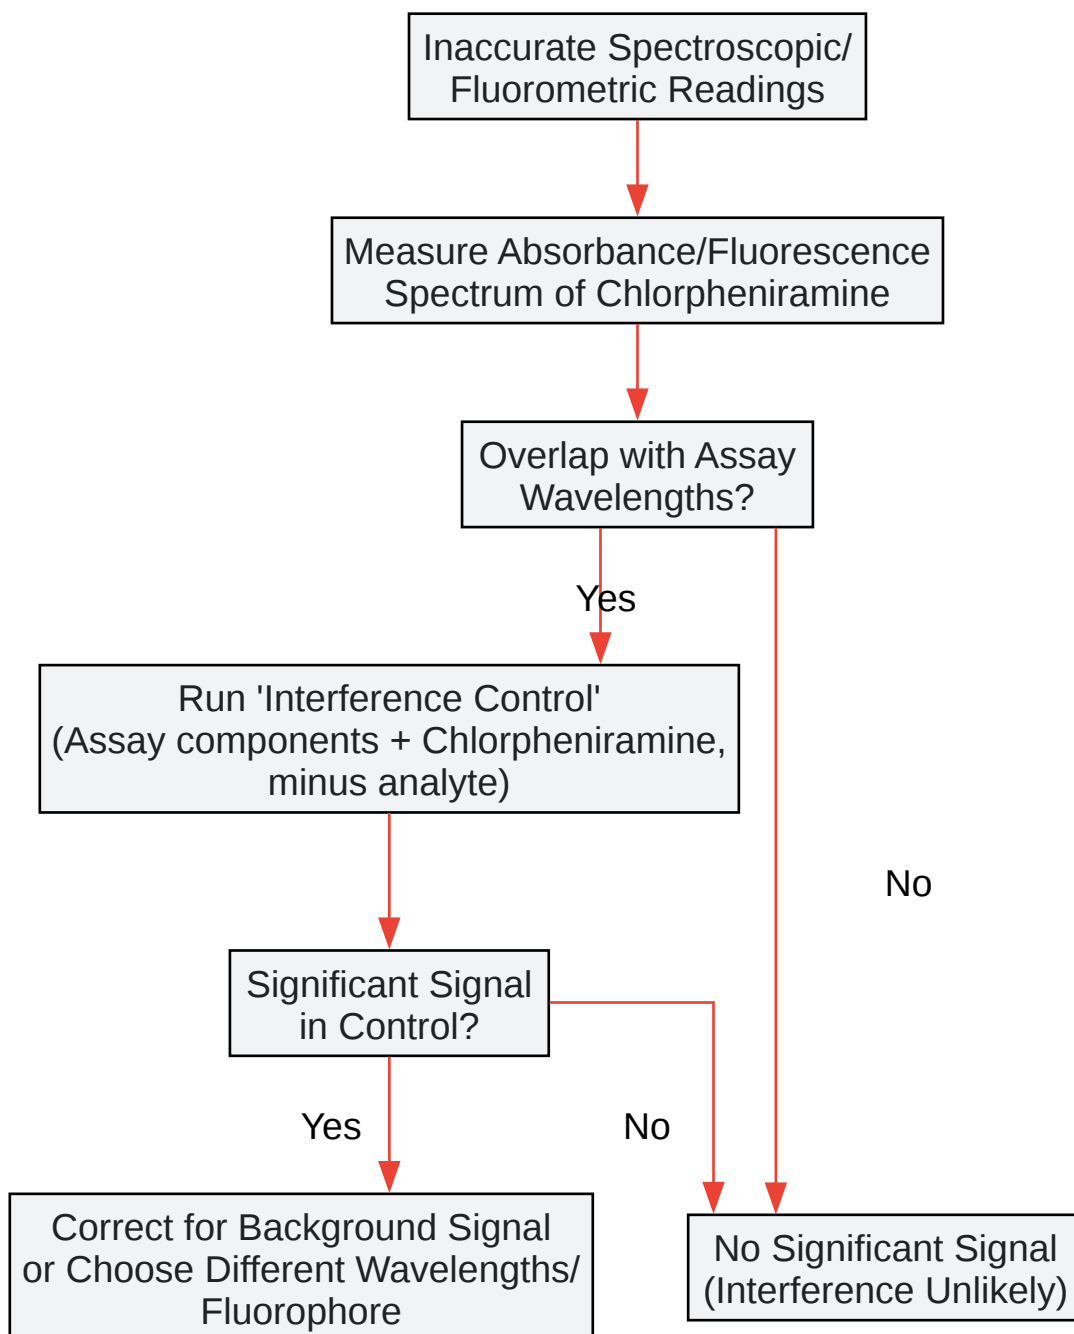 Inaccurate Spectroscopic/
Fluorometric Readings
Measure Absorbance/Fluorescence
Spectrum of Chlorpheniramine
Overlap with Assay
Wavelengths?
Yes
Run 'Interference Control'
(Assay components + Chlorpheniramine,
minus analyte)
No
Significant Signal
in Control?
Yes
No
Correct for Background Signal
or Choose Different Wavelengths/
Fluorophore
No Significant Signal
(Interference Unlikely)